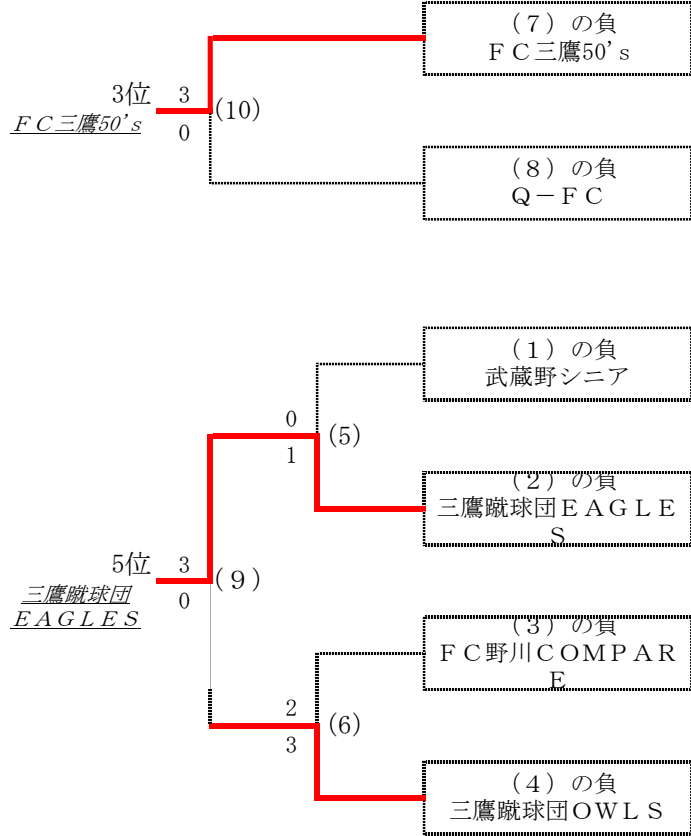 (７)の負
ＦＣ三鷹50’s
3位
3
(10)
ＦＣ三鷹50’s
0
(８)の負
Ｑ－ＦＣ
(１)の負
武蔵野シニア
0
(5)
1
(２)の負
三鷹蹴球団ＥＡＧＬＥ
Ｓ
5位
3
(９)
三鷹蹴球団
ＥＡＧＬＥＳ
0
(３)の負
ＦＣ野川ＣＯＭＰＡＲ
Ｅ
2
(6)
3
(４)の負
三鷹蹴球団ＯＷＬＳ